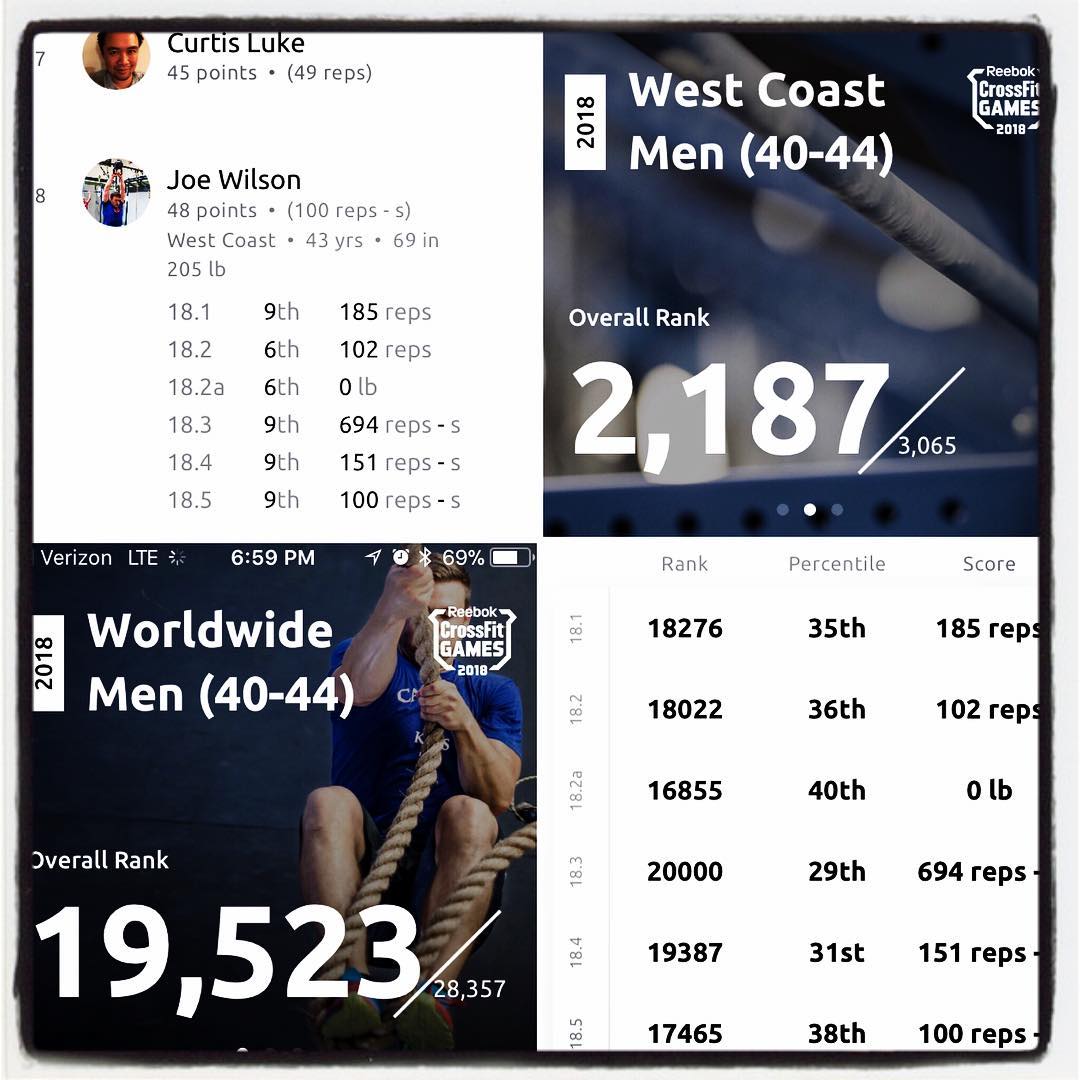 7
Curtis Luke
45 points • (49 reps)
8
Joe Wilson
48 points • (100 reps - s)
West Coast • 43 yrs • 69 in
205 lb
18.1 9th 185 reps
18.2 6th 102 reps
18.2a 6th 0 lb
18.3 9th 694 reps - s
18.4 9th 151 reps - s
18.5 9th 100 reps - s
2018
West Coast
Men (40-44)
Reebok
CrossFit
GAMES
2018
Overall Rank
2,187
3,065
Verizon LTE 6:59 PM 69%
2018
Worldwide
Men (40-44)
Reebok
CrossFit
GAMES
2018
Overall Rank
19,523
28,357
Rank Percentile Score
18.1 18276 35th 185 reps
18.2 18022 36th 102 reps
18.2a 16855 40th 0 lb
18.3 20000 29th 694 reps -
18.4 19387 31st 151 reps -
18.5 17465 38th 100 reps -